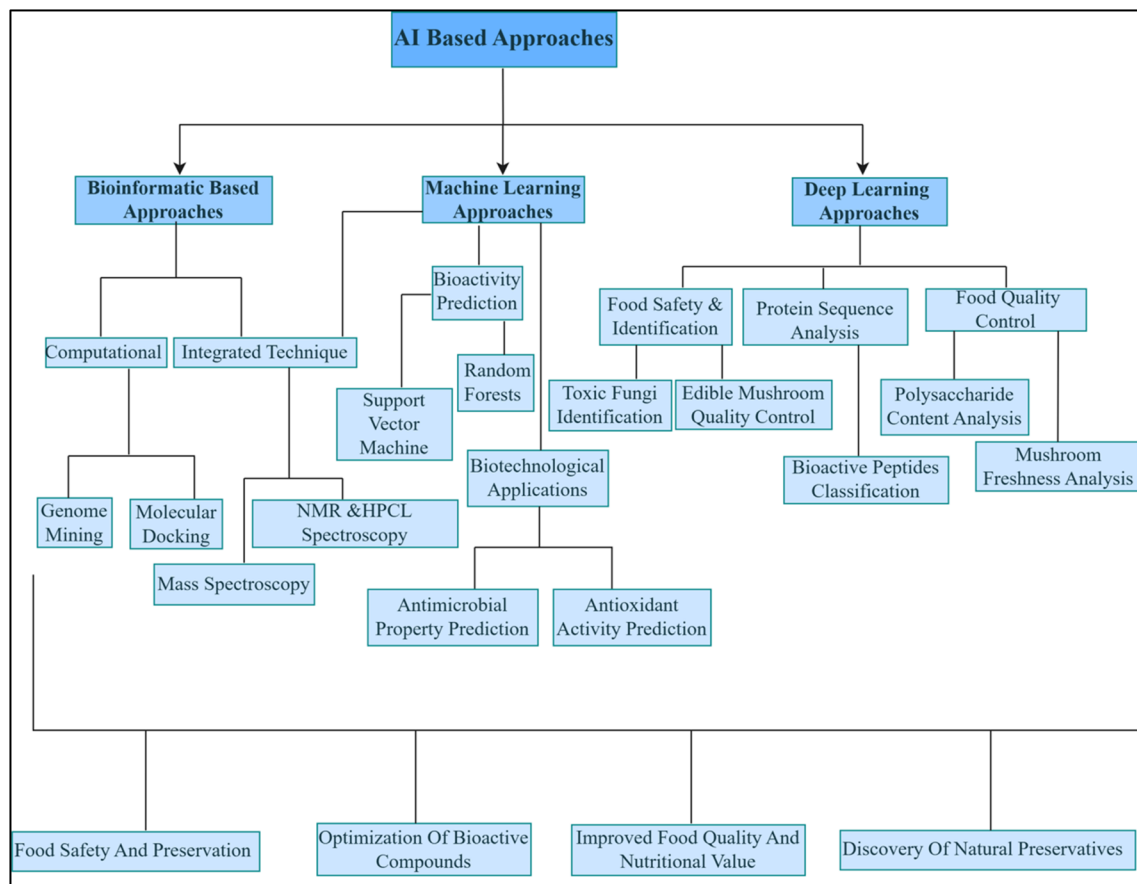 AI Based Approaches
Bioinformatic Based
Approaches
Machine Learning
Approaches
Deep Learning
Approaches
Bioactivity
Prediction
Food Safety &
Identification
Protein Sequence
Analysis
Food Quality
Control
Computational
Integrated Technique
Support
Vector
Machine
Random
Forests
Toxic Fungi
Identification
Edible Mushroom
Quality Control
Polysaccharide
Content Analysis
Biotechnological
Applications
Bioactive Peptides
Classification
Mushroom
Freshness Analysis
Genome
Mining
Molecular
Docking
NMR &HPCL
Spectroscopy
Mass Spectroscopy
Antimicrobial
Property Prediction
Antioxidant
Activity Prediction
Food Safety And Preservation
Optimization Of Bioactive
Compounds
Improved Food Quality And
Nutritional Value
Discovery Of Natural Preservatives